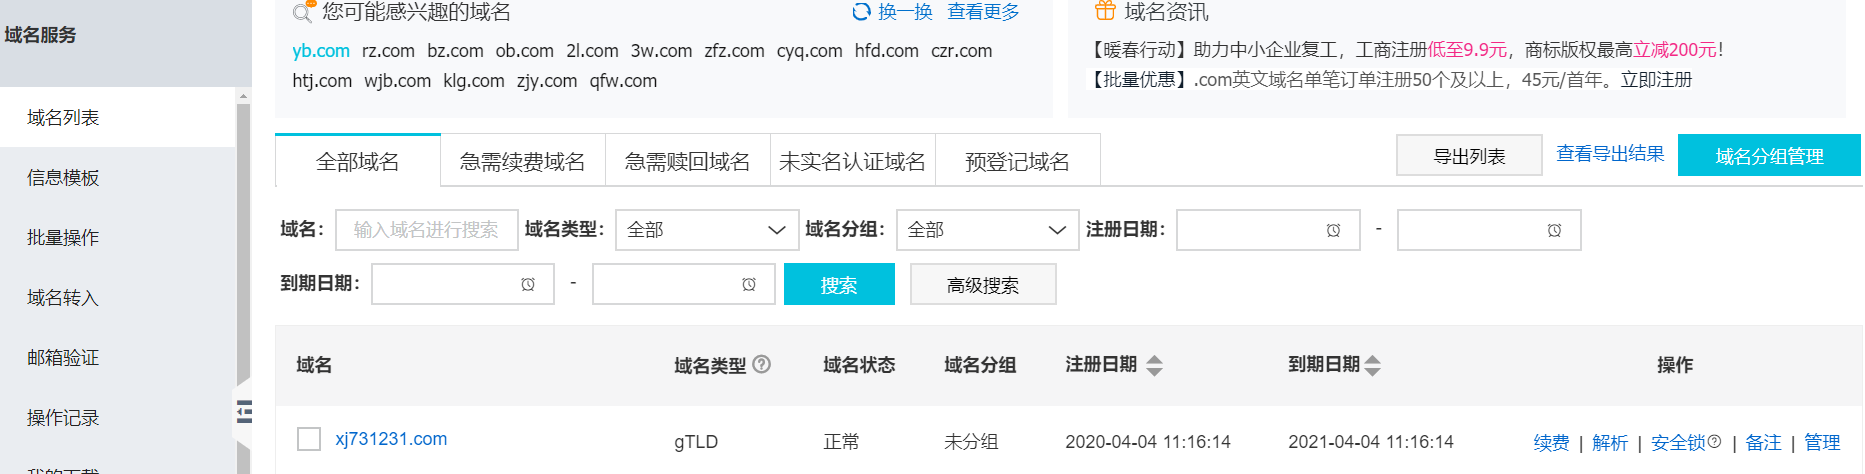 域名服务
域名列表
信息模板
批量操作
域名转入
邮箱验证
操作记录
您可能感兴趣的域名 换一换 查看更多
yb.com rz.com bz.com ob.com 2l.com 3w.com zfz.com cyq.com hfd.com czr.com
htj.com wjb.com klg.com zjy.com qfw.com
域名资讯
【暖春行动】助力中小企业复工，工商注册低至9.9元，商标版权最高立减200元！
【批量优惠】.com英文域名单笔订单注册50个及以上，45元/首年。立即注册
全部域名 急需续费域名 急需赎回域名 未实名认证域名 预登记域名 导出列表 查看导出结果 域名分组管理
域名： 输入域名进行搜索 域名类型： 全部 域名分组： 全部 注册日期： -
到期日期： - 搜索 高级搜索
域名 域名类型 域名状态 域名分组 注册日期 到期日期 操作
xj731231.com gTLD 正常 未分组 2020-04-04 11:16:14 2021-04-04 11:16:14 续费 | 解析 | 安全锁 | 备注 | 管理